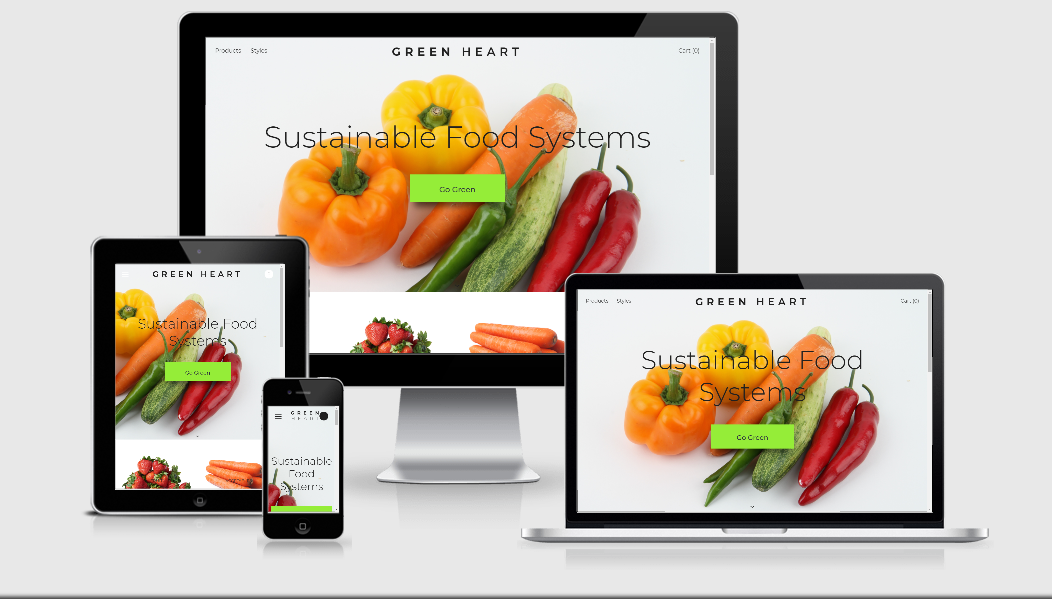 Products Styles GREEN HEART Cart (0)
Sustainable Food Systems
Go Green
GREEN HEART
Sustainable Food
Systems
Go Green
GREEN
HEART
Sustainable
Food
Systems
Products Styles GREEN HEART Cart (0)
Sustainable Food
Systems
Go Green